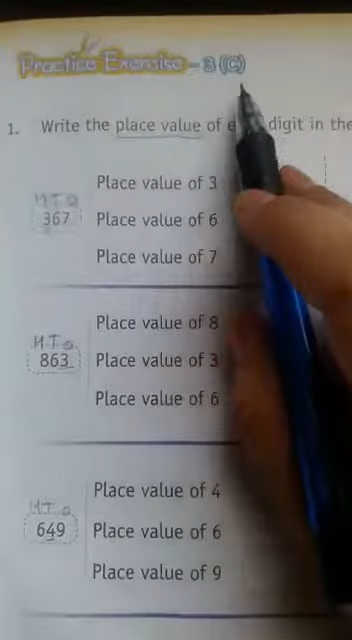 Practice Exercise - 3 (C)
1. Write the place value of digit in the
Place value of 3
H T O
367
Place value of 6
Place value of 7
Place value of 8
H T O
863
Place value of 3
Place value of 6
Place value of 4
H T O
649
Place value of 6
Place value of 9